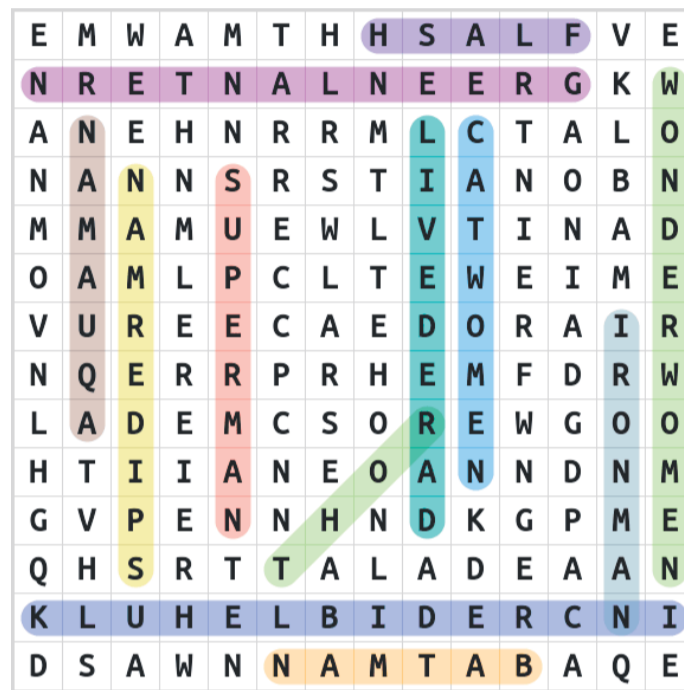 E M W A M T H H S A L F V E
N R E T N A L N E E R G K W
A N E H N R R M L C T A L O
N A N N S R S T I A N O B N
M M A M U E W L V T I N A D
O A M L P C L T E W E I M E
V U R E E C A E D O R A I R
N Q E R R P R H E M F D R W
L A D E M C S O R E W G O O
H T I I A N E O A N N D N M
G V P E N N H N D K G P M E
Q H S R T T A L A D E A A N
K L U H E L B I D E R C N I
D S A W N N A M T A B A Q E